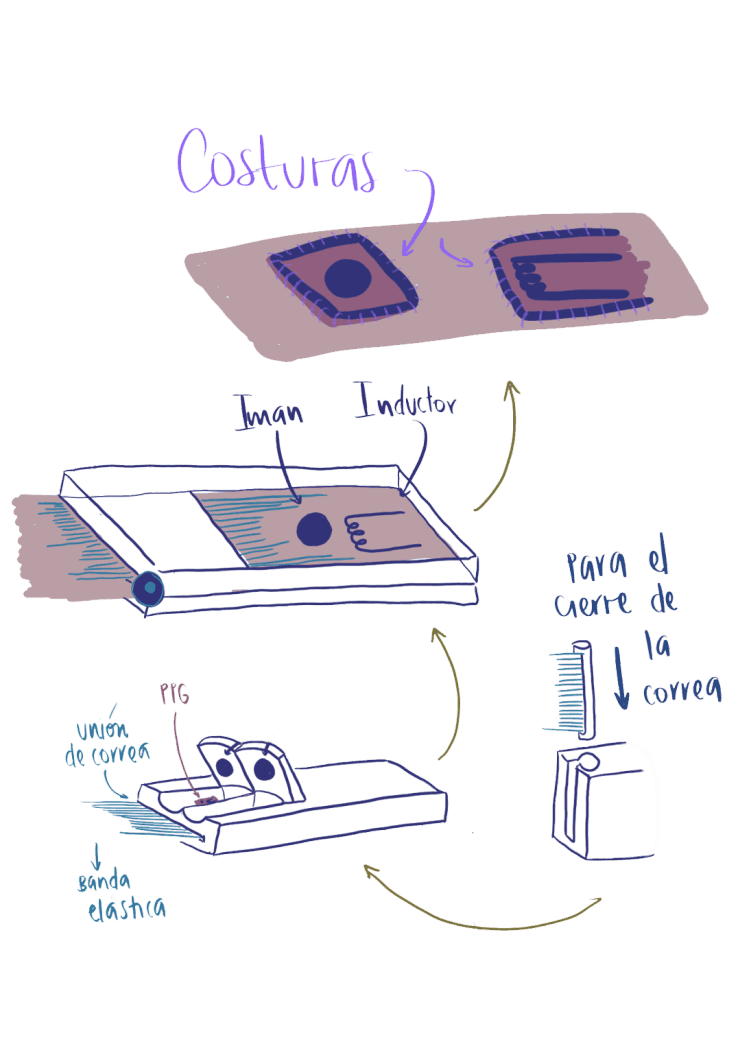 Costuras
Iman
Inductor
para el
cierre de
la
correa
PPG
unión
de correa
Banda
elastica